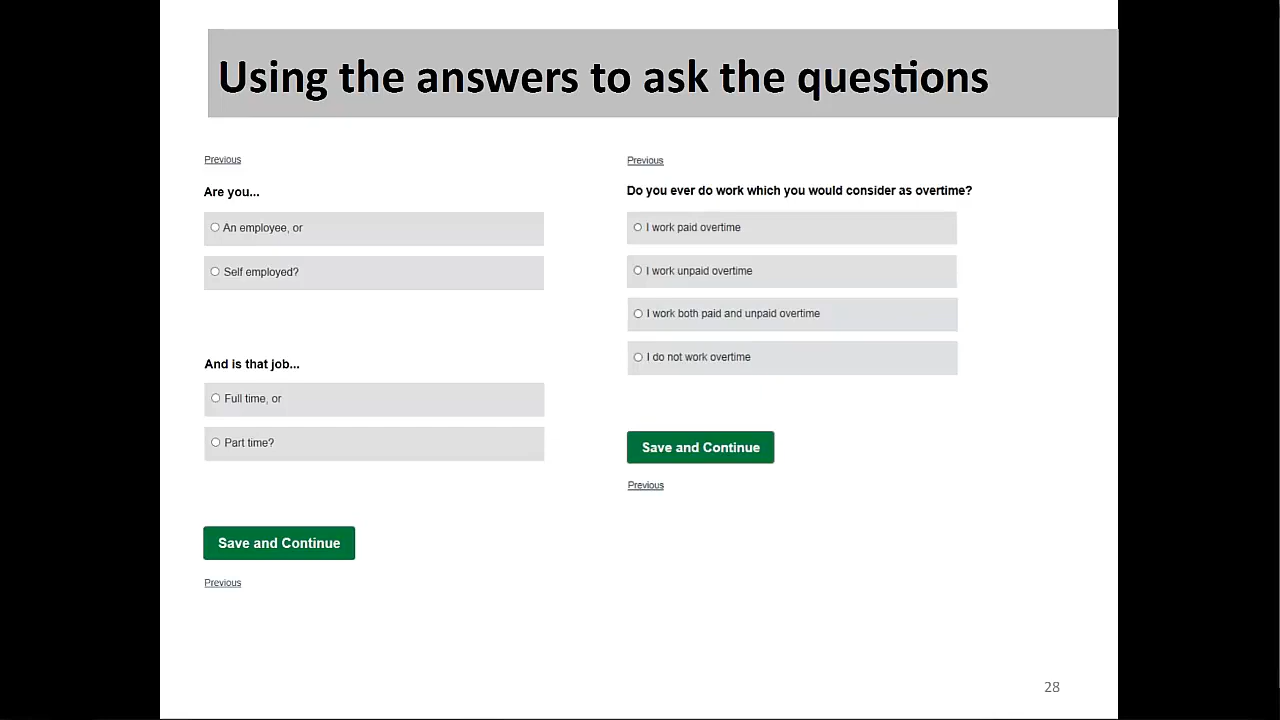 Using the answers to ask the questions
Previous
Are you...
An employee, or
Self employed?
And is that job...
Full time, or
Part time?
Save and Continue
Previous
Previous
Do you ever do work which you would consider as overtime?
I work paid overtime
I work unpaid overtime
I work both paid and unpaid overtime
I do not work overtime
Save and Continue
Previous
28